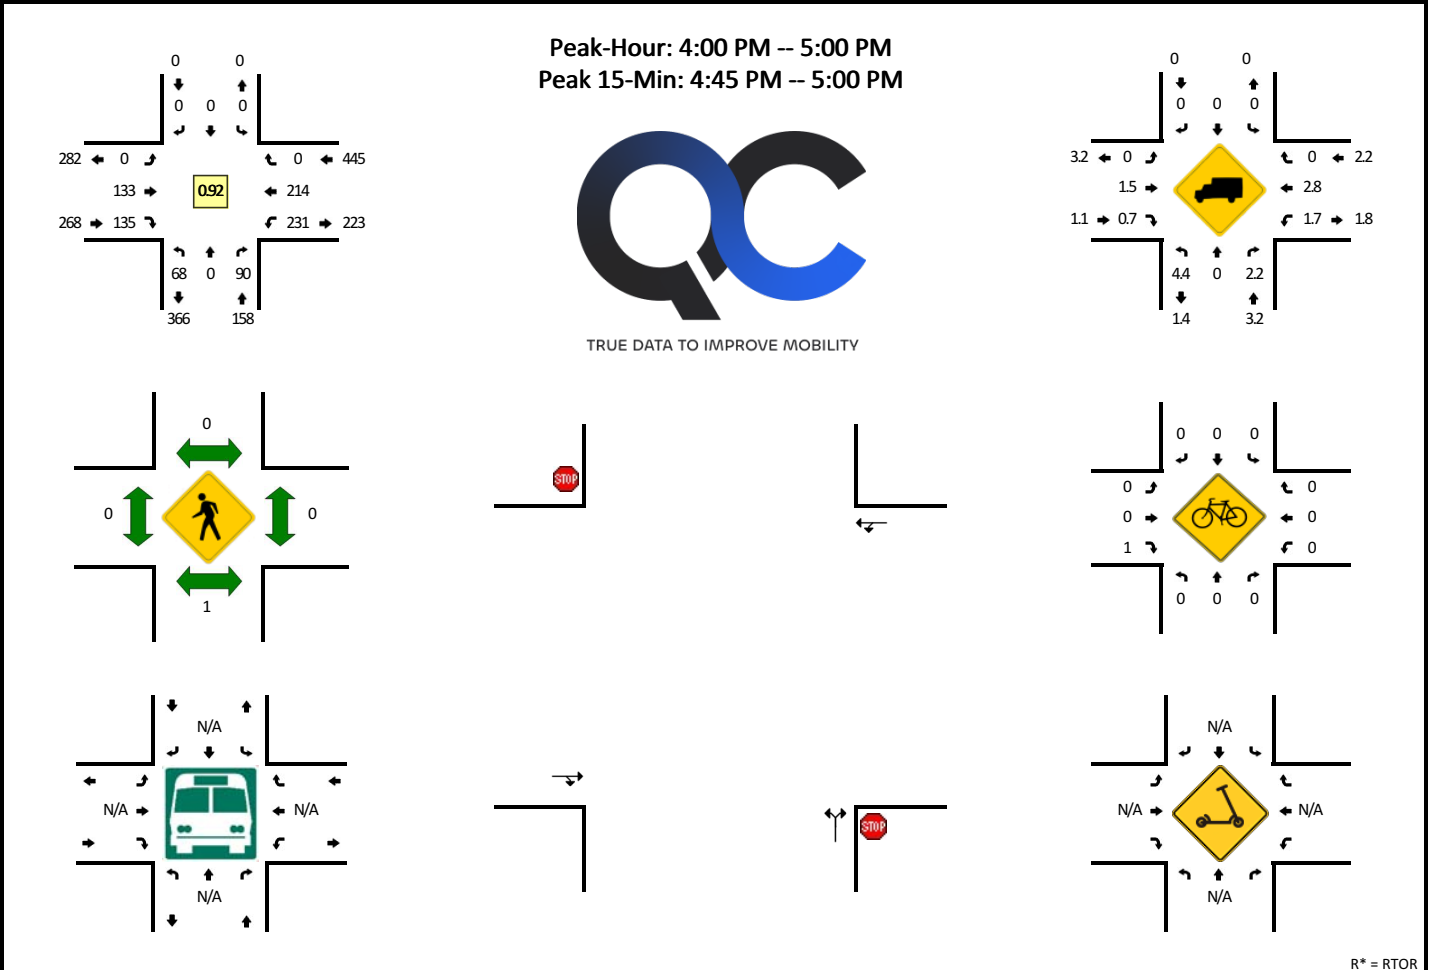 Peak-Hour: 4:00 PM -- 5:00 PM
Peak 15-Min: 4:45 PM -- 5:00 PM
0 0
0 0 0
282 0 0 445
133 0.92 214
268 135 231 223
68 0 90
366 158
QC
TRUE DATA TO IMPROVE MOBILITY
0 0
0 0 0
3.2 0 0 2.2
1.5 2.8
1.1 0.7 1.7 1.8
4.4 0 2.2
1.4 3.2
0
0 0
1
STOP
STOP
0 0 0
0 0
0 0
1 0
0 0 0
N/A
N/A N/A
N/A
N/A
N/A N/A
N/A
R* = RTOR